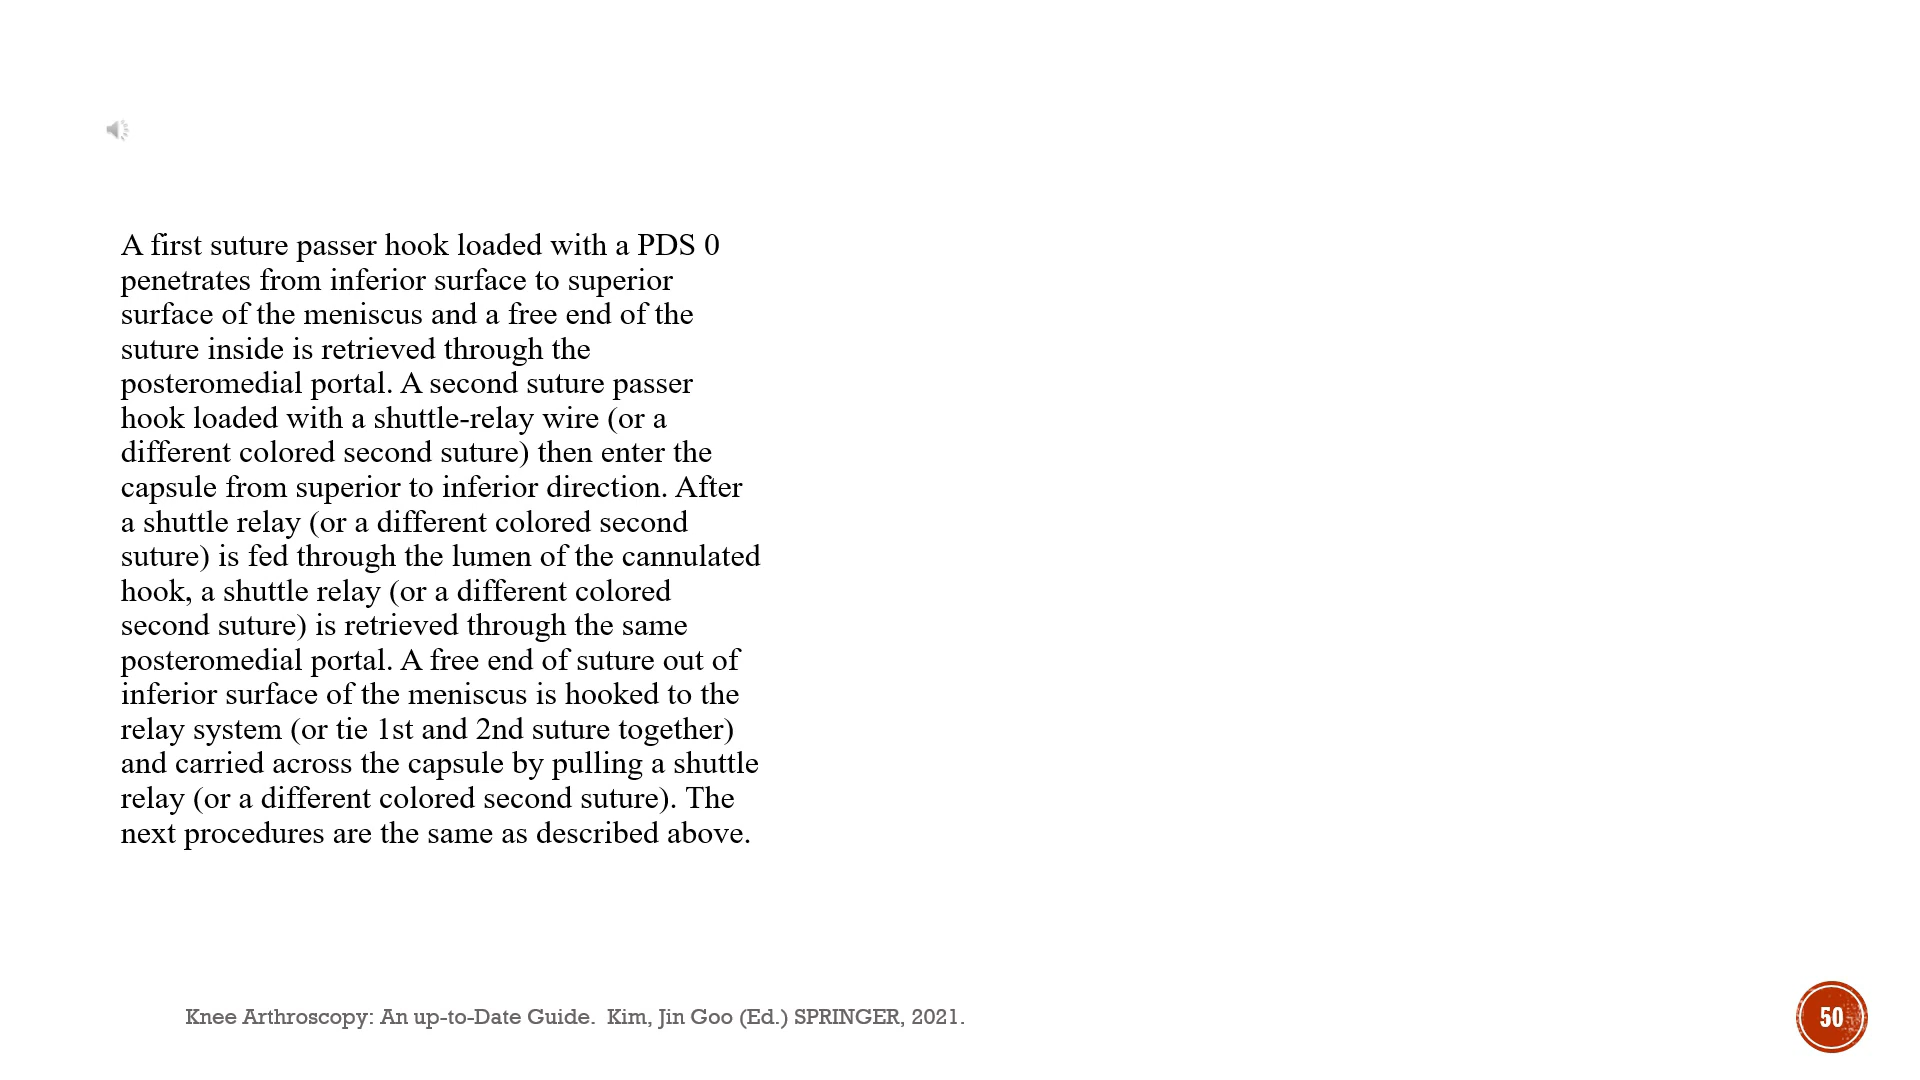 A first suture passer hook loaded with a PDS 0
penetrates from inferior surface to superior
surface of the meniscus and a free end of the
suture inside is retrieved through the
posteromedial portal. A second suture passer
hook loaded with a shuttle-relay wire (or a
different colored second suture) then enter the
capsule from superior to inferior direction. After
a shuttle relay (or a different colored second
suture) is fed through the lumen of the cannulated
hook, a shuttle relay (or a different colored
second suture) is retrieved through the same
posteromedial portal. A free end of suture out of
inferior surface of the meniscus is hooked to the
relay system (or tie 1st and 2nd suture together)
and carried across the capsule by pulling a shuttle
relay (or a different colored second suture). The
next procedures are the same as described above.
Knee Arthroscopy: An up-to-Date Guide.  Kim, Jin Goo (Ed.) SPRINGER, 2021.
50